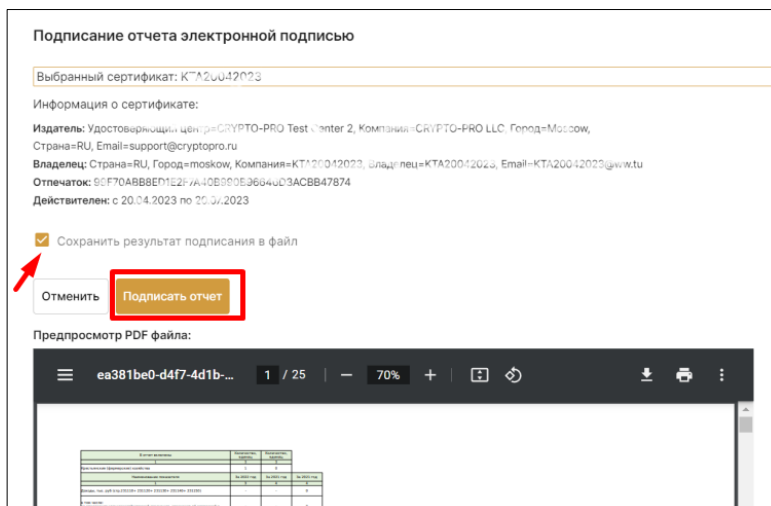 Подписание отчета электронной подписью
Выбранный сертификат: KTA20042023
Информация о сертификате:
Издатель: Удостоверяющий центр=CRYPTO-PRO Test Center 2, Компания=CRYPTO-PRO LLC, Город=Moscow,
Страна=RU, Email=support@cryptopro.ru
Владелец: Страна=RU, Город=moskow, Компания=KTA20042023, Владелец=KTA20042023, Email=KTA20042023@ww.tu
Отпечаток:
Действителен: с 20.04.2023 по
Сохранить результат подписания в файл
Отменить Подписать отчет
Предпросмотр PDF файла:
ea381be0-d4f7-4d1b-... 1 / 25 70%